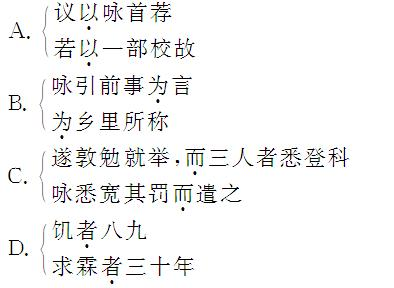 A. 议以咏首荐
若以一部校故
B. 咏引前事为言
为乡里所称
C. 遂敦勉就举，而三人者悉登科
咏悉宽其罚而遣之
D. 饥者八九
求霖者三十年